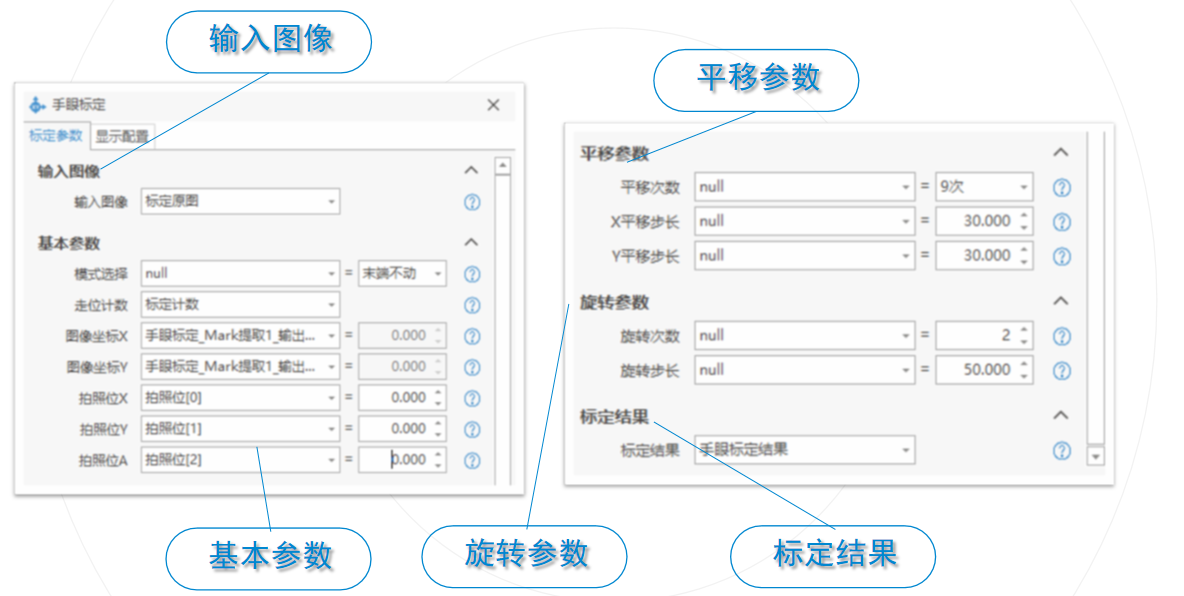 输入图像
平移参数
手眼标定
标定参数 显示配置
输入图像
输入图像 标定原图
基本参数
模式选择 null = 末端不动
走位计数 标定计数
图像坐标X 手眼标定_Mark提取1_输出... = 0.000
图像坐标Y 手眼标定_Mark提取1_输出... = 0.000
拍照位X 拍照位[0] = 0.000
拍照位Y 拍照位[1] = 0.000
拍照位A 拍照位[2] = 0.000
平移参数
平移次数 null = 9次
X平移步长 null = 30.000
Y平移步长 null = 30.000
旋转参数
旋转次数 null = 2
旋转步长 null = 50.000
标定结果
标定结果 手眼标定结果
基本参数
旋转参数
标定结果